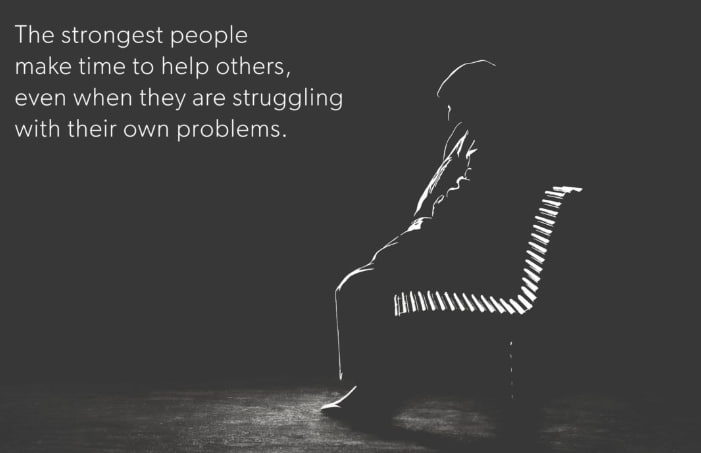 The strongest people
make time to help others,
even when they are struggling
with their own problems.